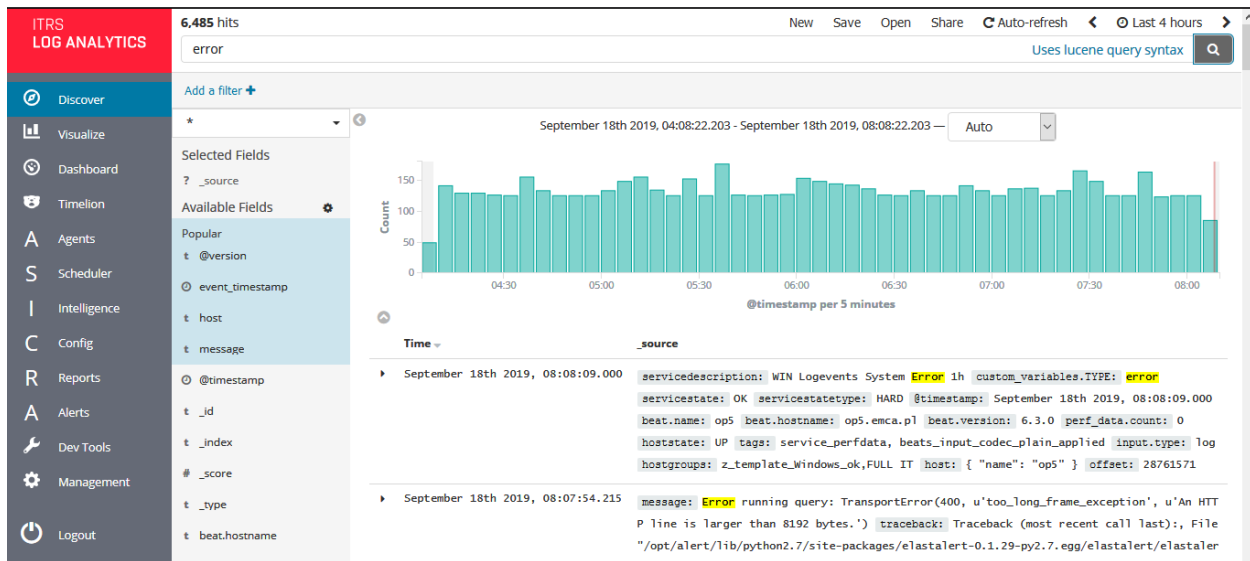 ITRS
LOG ANALYTICS
6,485 hits
New Save Open Share Auto-refresh Last 4 hours
error
Uses lucene query syntax
Add a filter
Discover
Visualize
Dashboard
Timelion
Agents
Scheduler
Intelligence
Config
Reports
Alerts
Dev Tools
Management
Logout
*
Selected Fields
? _source
Available Fields
Popular
t @version
event_timestamp
t host
t message
@timestamp
t _id
t _index
# _score
t _type
t beat.hostname
September 18th 2019, 04:08:22.203 - September 18th 2019, 08:08:22.203 — Auto
Count
150
100
50
0
04:30 05:00 05:30 06:00 06:30 07:00 07:30 08:00
@timestamp per 5 minutes
Time _source
September 18th 2019, 08:08:09.000 servicedescription: WIN Logevents System Error 1h custom_variables.TYPE: error
servicestate: OK servicestatetype: HARD @timestamp: September 18th 2019, 08:08:09.000
beat.name: op5 beat.hostname: op5.emca.pl beat.version: 6.3.0 perf_data.count: 0
hoststate: UP tags: service_perfdata, beats_input_codec_plain_applied input.type: log
hostgroups: z_template_Windows_ok,FULL IT host: { "name": "op5" } offset: 28761571
September 18th 2019, 08:07:54.215 message: Error running query: TransportError(400, u'too_long_frame_exception', u'An HTT
P line is larger than 8192 bytes.') traceback: Traceback (most recent call last):, File
"/opt/alert/lib/python2.7/site-packages/elastalert-0.1.29-py2.7.egg/elastalert/elastaler